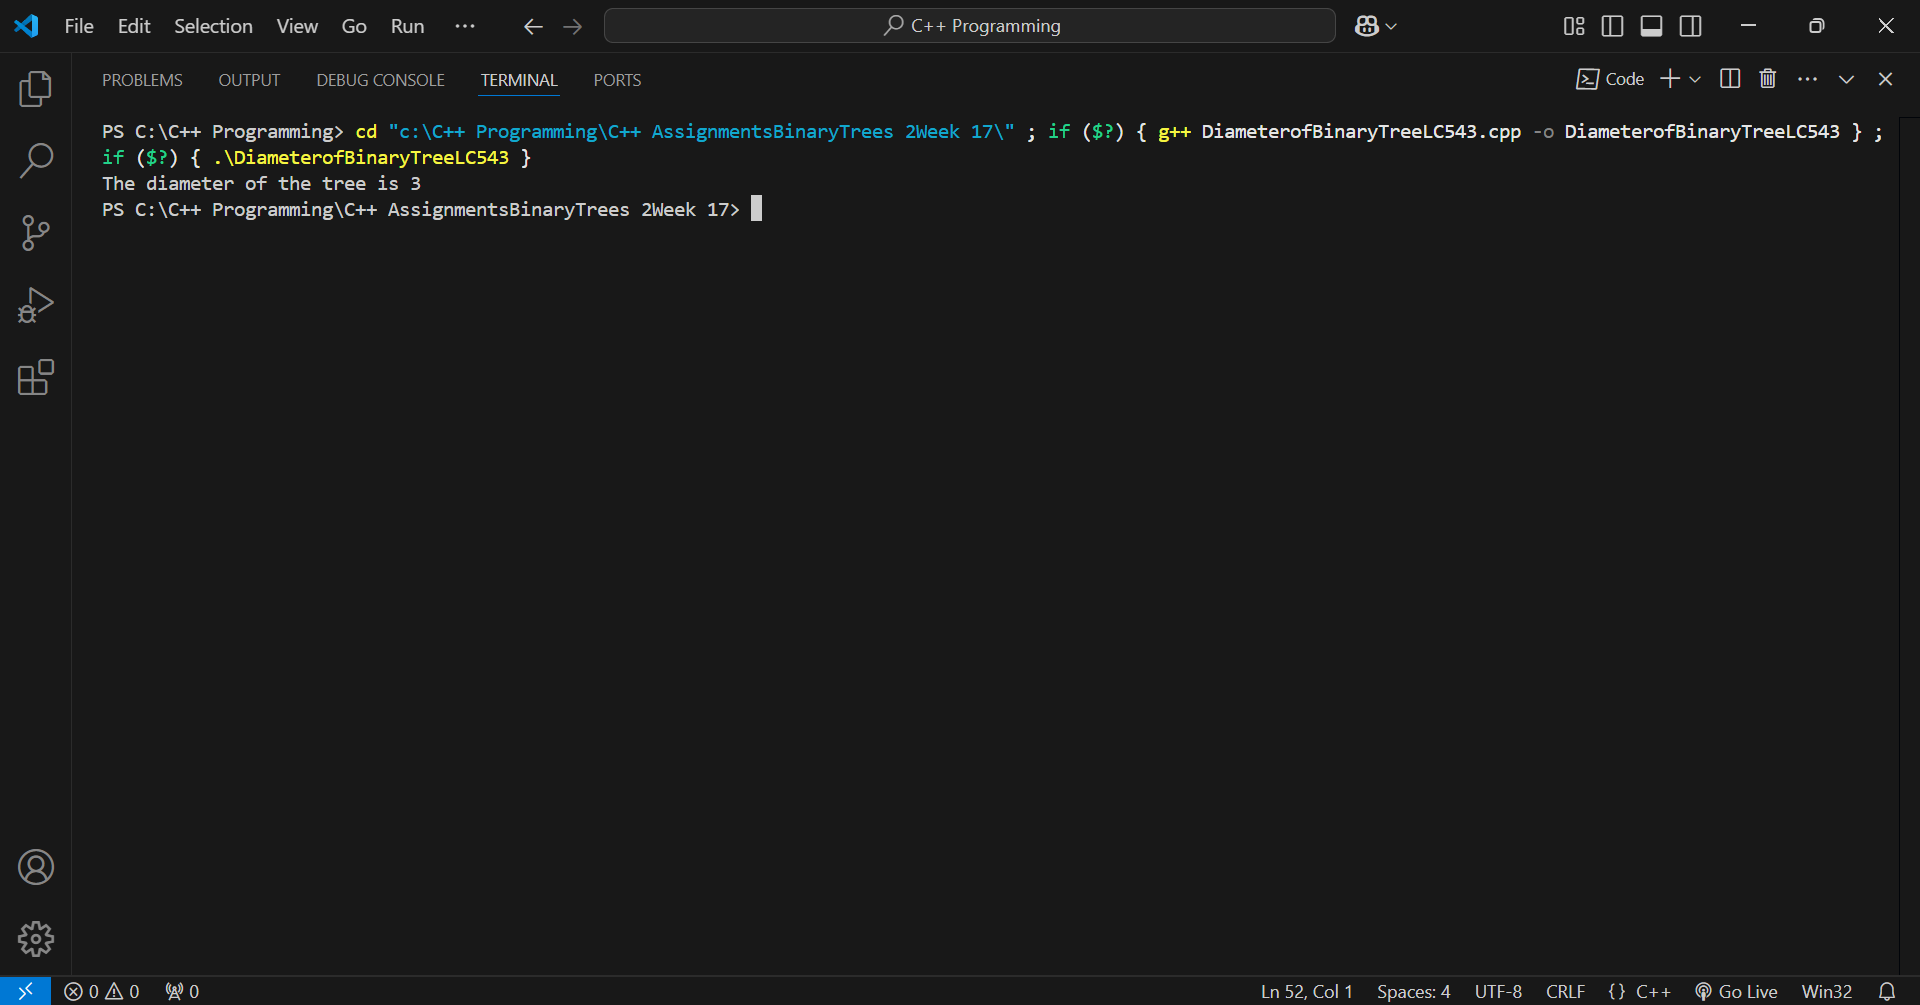 File Edit Selection View Go Run ··· C++ Programming
PROBLEMS OUTPUT DEBUG CONSOLE TERMINAL PORTS Code
PS C:\C++ Programming> cd "c:\C++ Programming\C++ AssignmentsBinaryTrees 2Week 17\" ; if ($?) { g++ DiameterofBinaryTreeLC543.cpp -o DiameterofBinaryTreeLC543 } ;
if ($?) { .\DiameterofBinaryTreeLC543 }
The diameter of the tree is 3
PS C:\C++ Programming\C++ AssignmentsBinaryTrees 2Week 17>
0 0 0 Ln 52, Col 1 Spaces: 4 UTF-8 CRLF {} C++ Go Live Win32